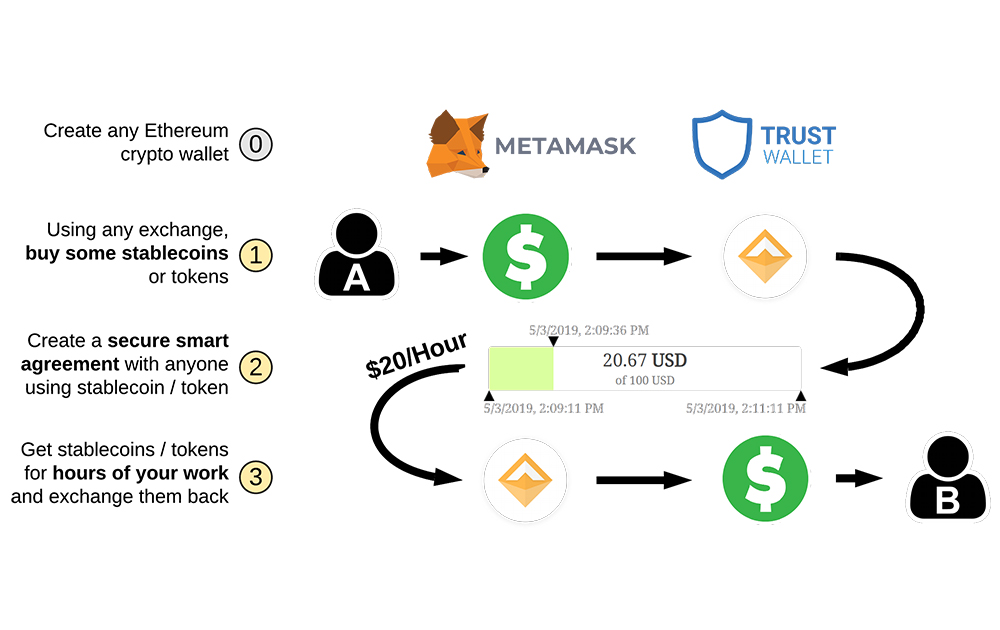 Create any Ethereum
crypto wallet
0
METAMASK
TRUST
WALLET
Using any exchange,
buy some stablecoins
or tokens
1
A
$
Create a secure smart
agreement with anyone
using stablecoin / token
2
$20/Hour
5/3/2019, 2:09:36 PM
20.67 USD
of 100 USD
5/3/2019, 2:09:11 PM
5/3/2019, 2:11:11 PM
Get stablecoins / tokens
for hours of your work
and exchange them back
3
$
B